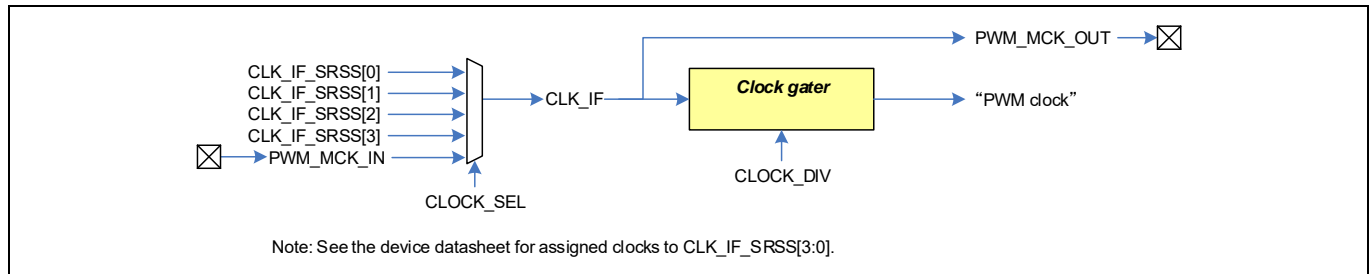 PWM_MCK_OUT
CLK_IF_SRSS[0]
CLK_IF_SRSS[1]
CLK_IF_SRSS[2]
CLK_IF_SRSS[3]
PWM_MCK_IN
CLOCK_SEL
CLK_IF
Clock gater
“PWM clock”
CLOCK_DIV
Note: See the device datasheet for assigned clocks to CLK_IF_SRSS[3:0].